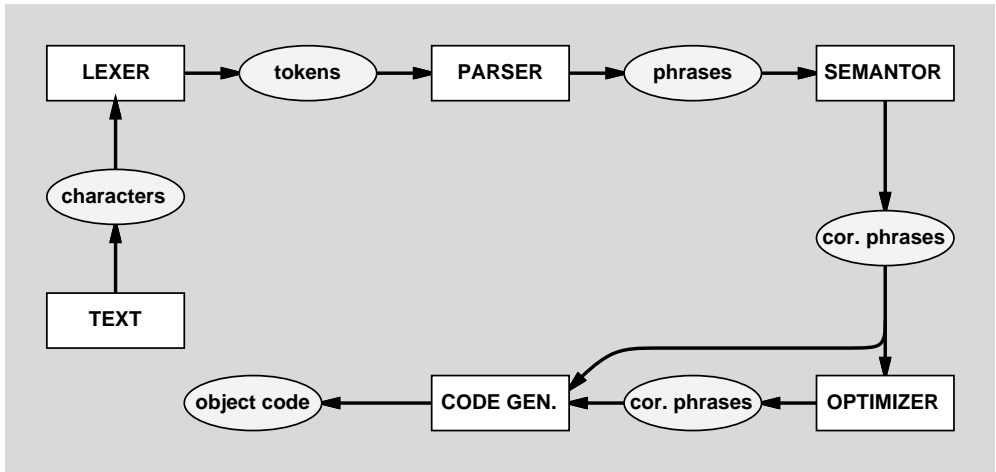 LEXER
tokens
PARSER
phrases
SEMANTOR
characters
cor. phrases
TEXT
object code
CODE GEN.
cor. phrases
OPTIMIZER